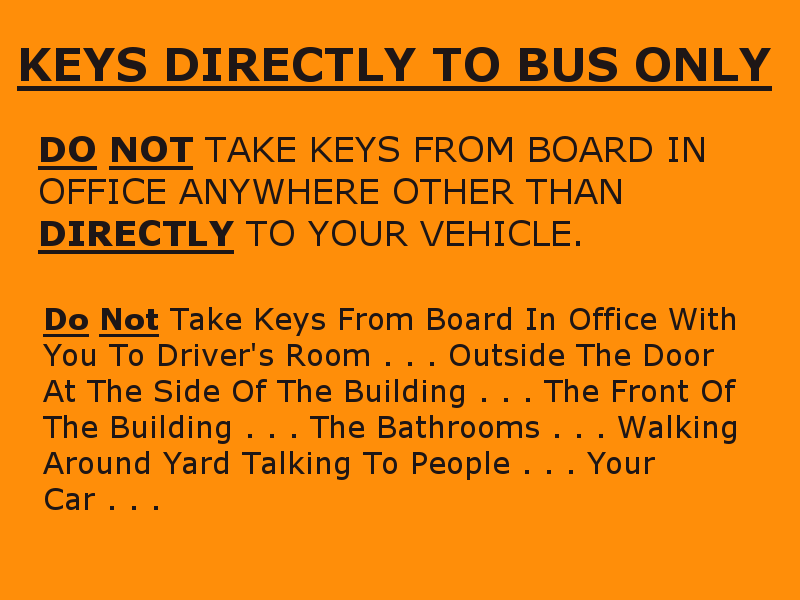 KEYS DIRECTLY TO BUS ONLY
DO NOT TAKE KEYS FROM BOARD IN
OFFICE ANYWHERE OTHER THAN
DIRECTLY TO YOUR VEHICLE.
Do Not Take Keys From Board In Office With
You To Driver's Room . . . Outside The Door
At The Side Of The Building . . . The Front Of
The Building . . . The Bathrooms . . . Walking
Around Yard Talking To People . . . Your
Car . . .